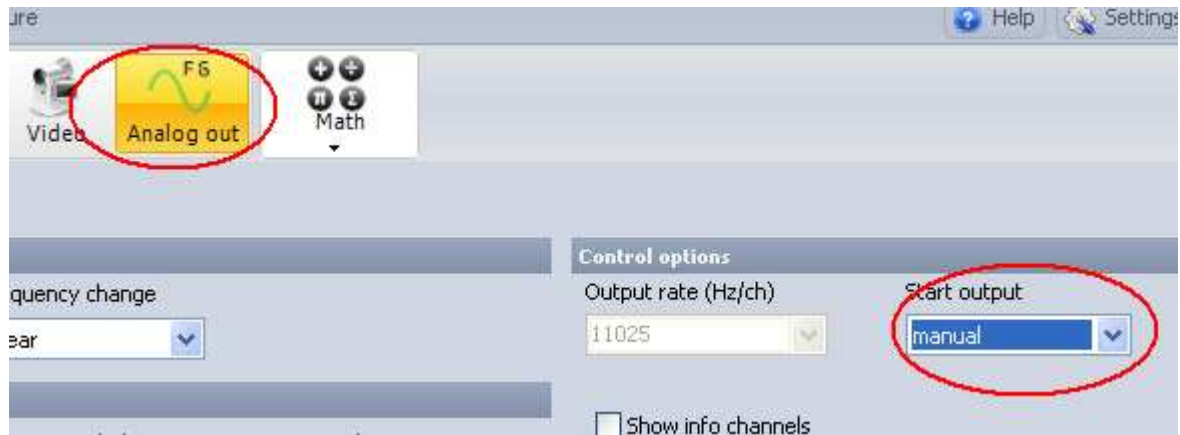 ure
Help
Settings
FG
Video
Analog out
Math
Control options
quency change
Output rate (Hz/ch)
Start output
ear
11025
manual
Show info channels